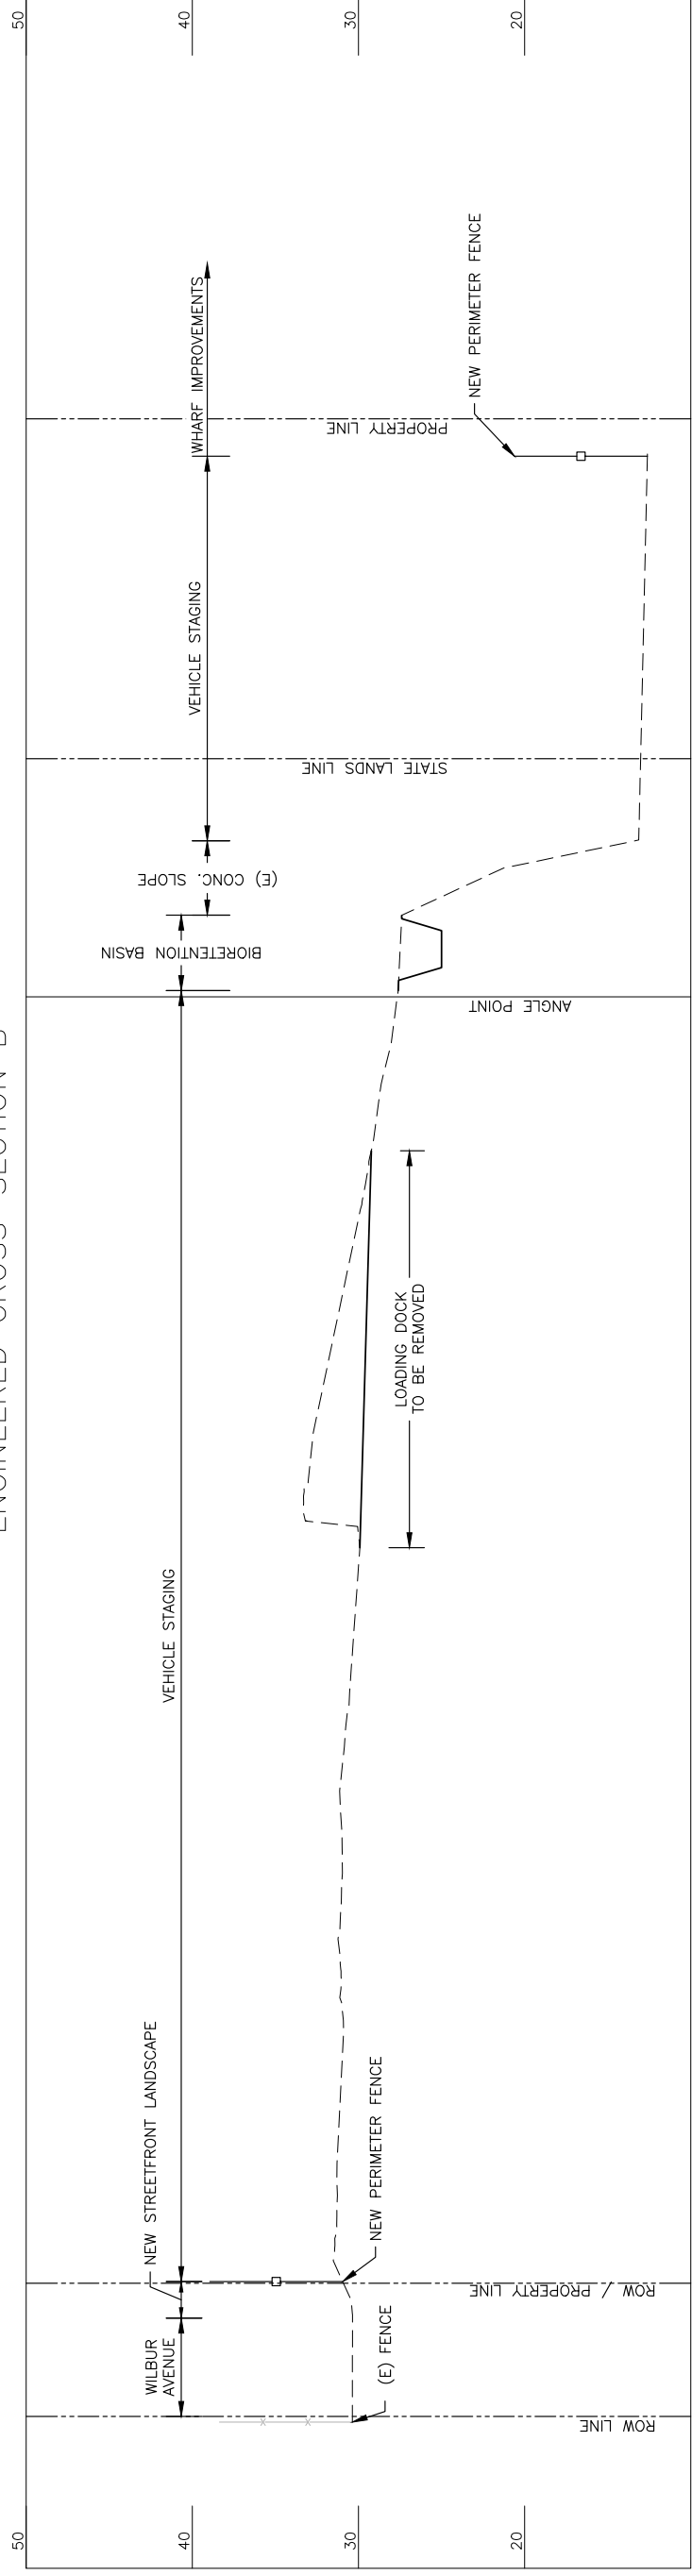 ENGINEERED CROSS SECTION B
50
40
30
20
WILBUR
AVENUE
NEW STREETFRONT LANDSCAPE
VEHICLE STAGING
BIORETENTION BASIN
(E) CONC. SLOPE
VEHICLE STAGING
WHARF IMPROVEMENTS
(E) FENCE
NEW PERIMETER FENCE
LOADING DOCK
TO BE REMOVED
NEW PERIMETER FENCE
ROW LINE
ROW / PROPERTY LINE
ANGLE POINT
STATE LANDS LINE
PROPERTY LINE
50
40
30
20